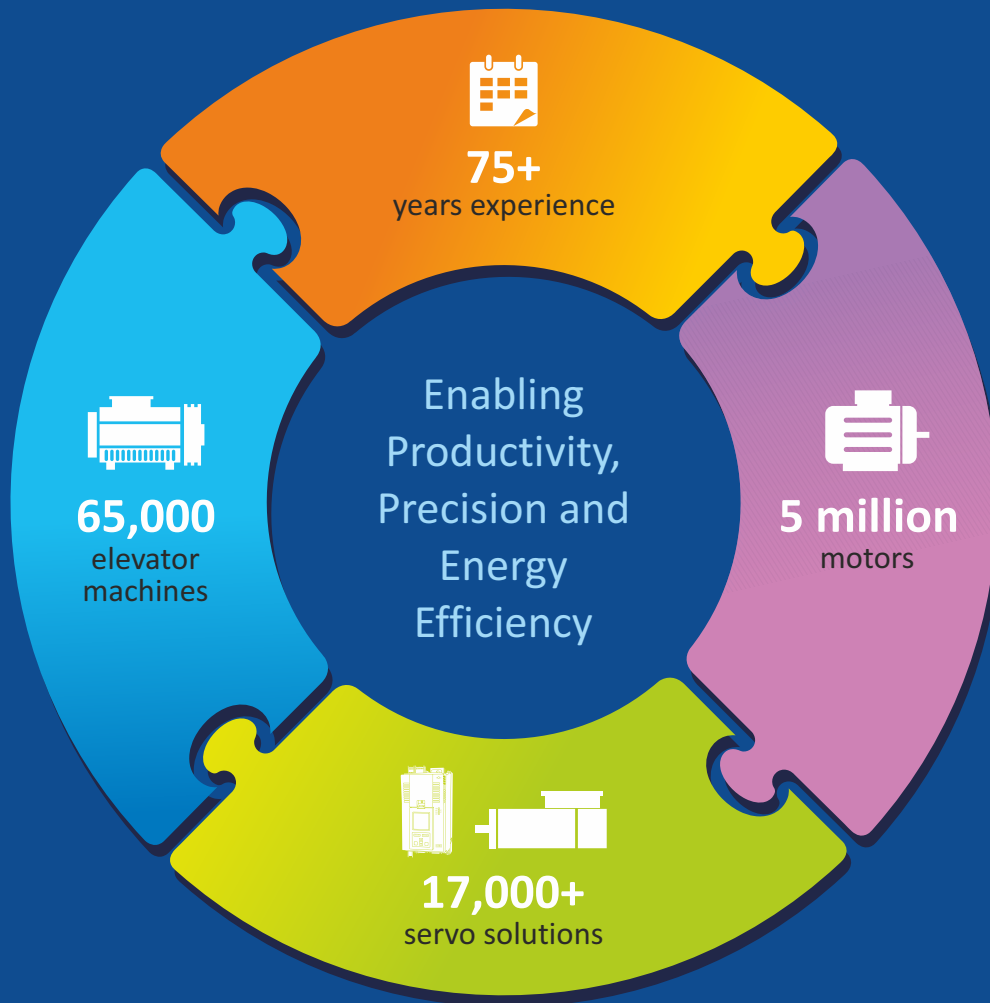 75+
years experience
65,000
elevator
machines
Enabling
Productivity,
Precision and
Energy
Efficiency
5 million
motors
17,000+
servo solutions